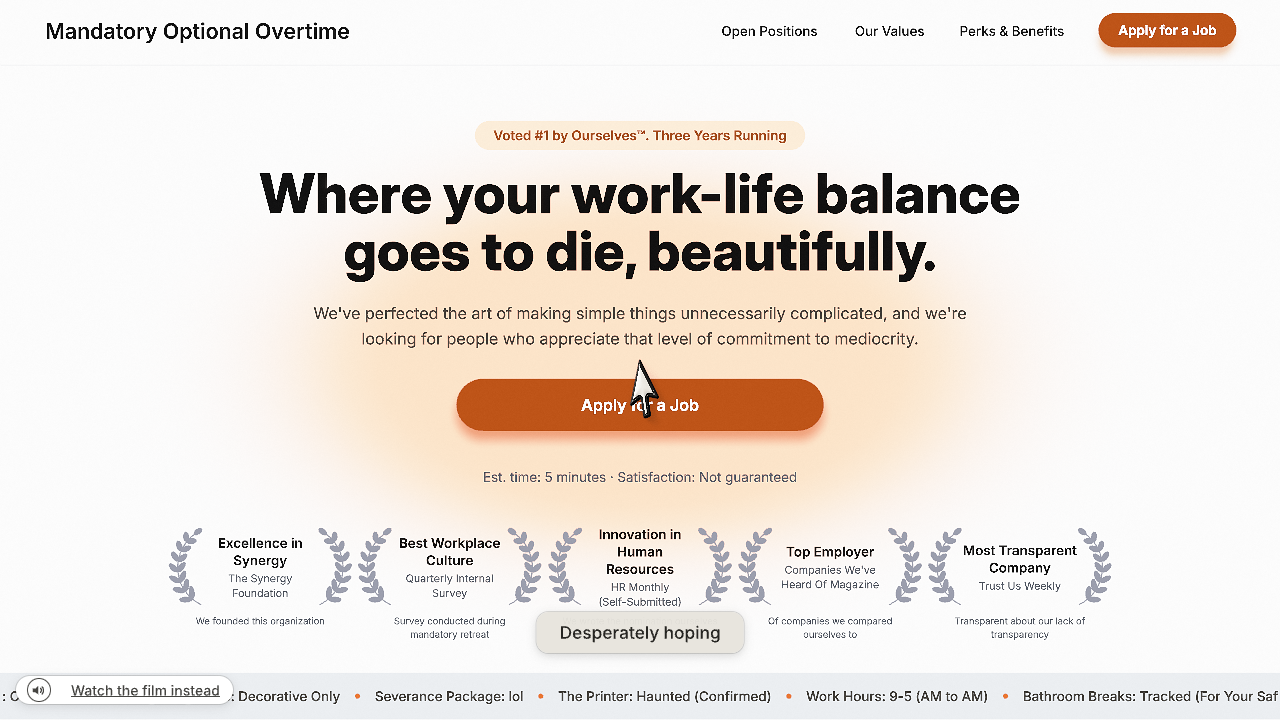 Mandatory Optional Overtime
Open Positions
Our Values
Perks & Benefits
Apply for a Job
Voted #1 by Ourselves™. Three Years Running
Where your work-life balance
goes to die, beautifully.
We've perfected the art of making simple things unnecessarily complicated, and we're
looking for people who appreciate that level of commitment to mediocrity.
Apply for a Job
Est. time: 5 minutes · Satisfaction: Not guaranteed
Excellence in
Synergy
The Synergy
Foundation
We founded this organization
Best Workplace
Culture
Quarterly Internal
Survey
Survey conducted during
mandatory retreat
Innovation in
Human
Resources
HR Monthly
(Self-Submitted)
Top Employer
Companies We've
Heard Of Magazine
Of companies we compared
ourselves to
Most Transparent
Company
Trust Us Weekly
Transparent about our lack of
transparency
Desperately hoping
Watch the film instead
: Decorative Only • Severance Package: lol • The Printer: Haunted (Confirmed) • Work Hours: 9-5 (AM to AM) • Bathroom Breaks: Tracked (For Your Saf